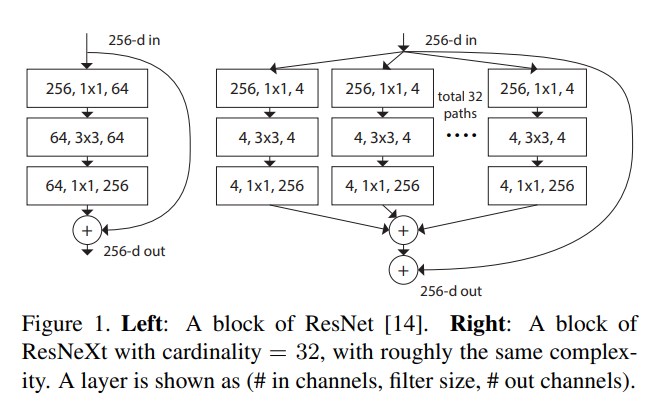 256-d in
256, 1x1, 64
64, 3x3, 64
64, 1x1, 256
+
256-d out
256-d in
256, 1x1, 4
256, 1x1, 4
total 32
paths
....
256, 1x1, 4
4, 3x3, 4
4, 3x3, 4
4, 3x3, 4
4, 1x1, 256
4, 1x1, 256
4, 1x1, 256
+
+
256-d out
Figure 1. Left: A block of ResNet [14]. Right: A block of
ResNeXt with cardinality = 32, with roughly the same complex-
ity. A layer is shown as (# in channels, filter size, # out channels).